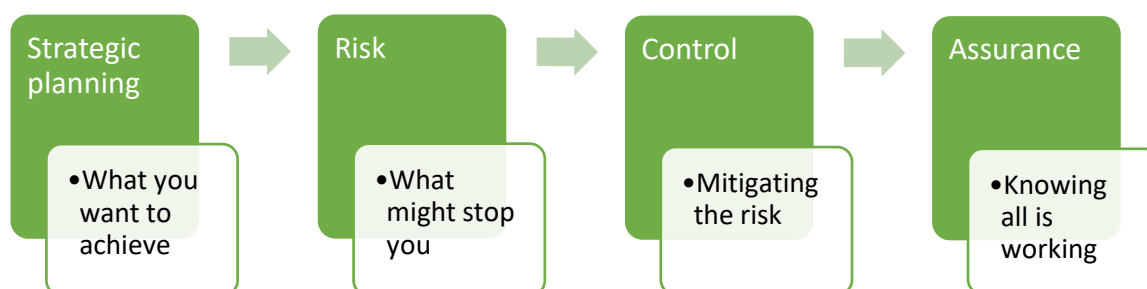 Strategic
planning
•What you
want to
achieve
Risk
•What
might stop
you
Control
•Mitigating
the risk
Assurance
•Knowing
all is
working